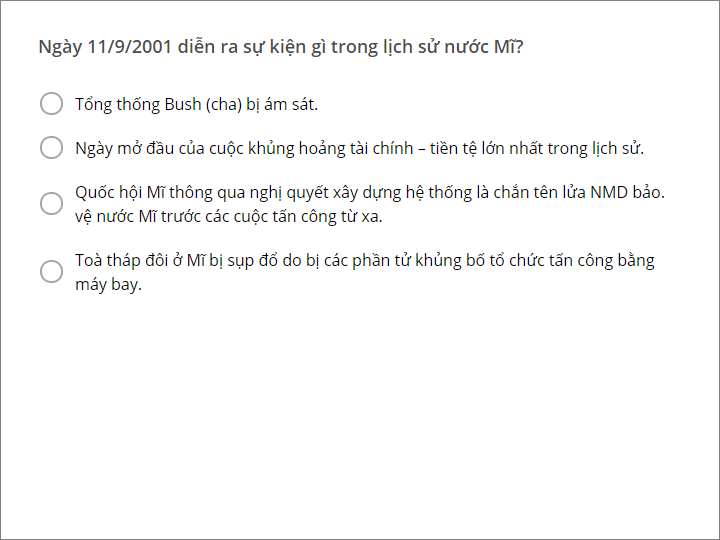 Ngày 11/9/2001 diễn ra sự kiện gì trong lịch sử nước Mĩ?
Tổng thống Bush (cha) bị ám sát.
Ngày mở đầu của cuộc khủng hoảng tài chính – tiền tệ lớn nhất trong lịch sử.
Quốc hội Mĩ thông qua nghị quyết xây dựng hệ thống là chắn tên lửa NMD bảo.
vệ nước Mĩ trước các cuộc tấn công từ xa.
Toà tháp đôi ở Mĩ bị sụp đổ do bị các phần tử khủng bố tổ chức tấn công bằng
máy bay.